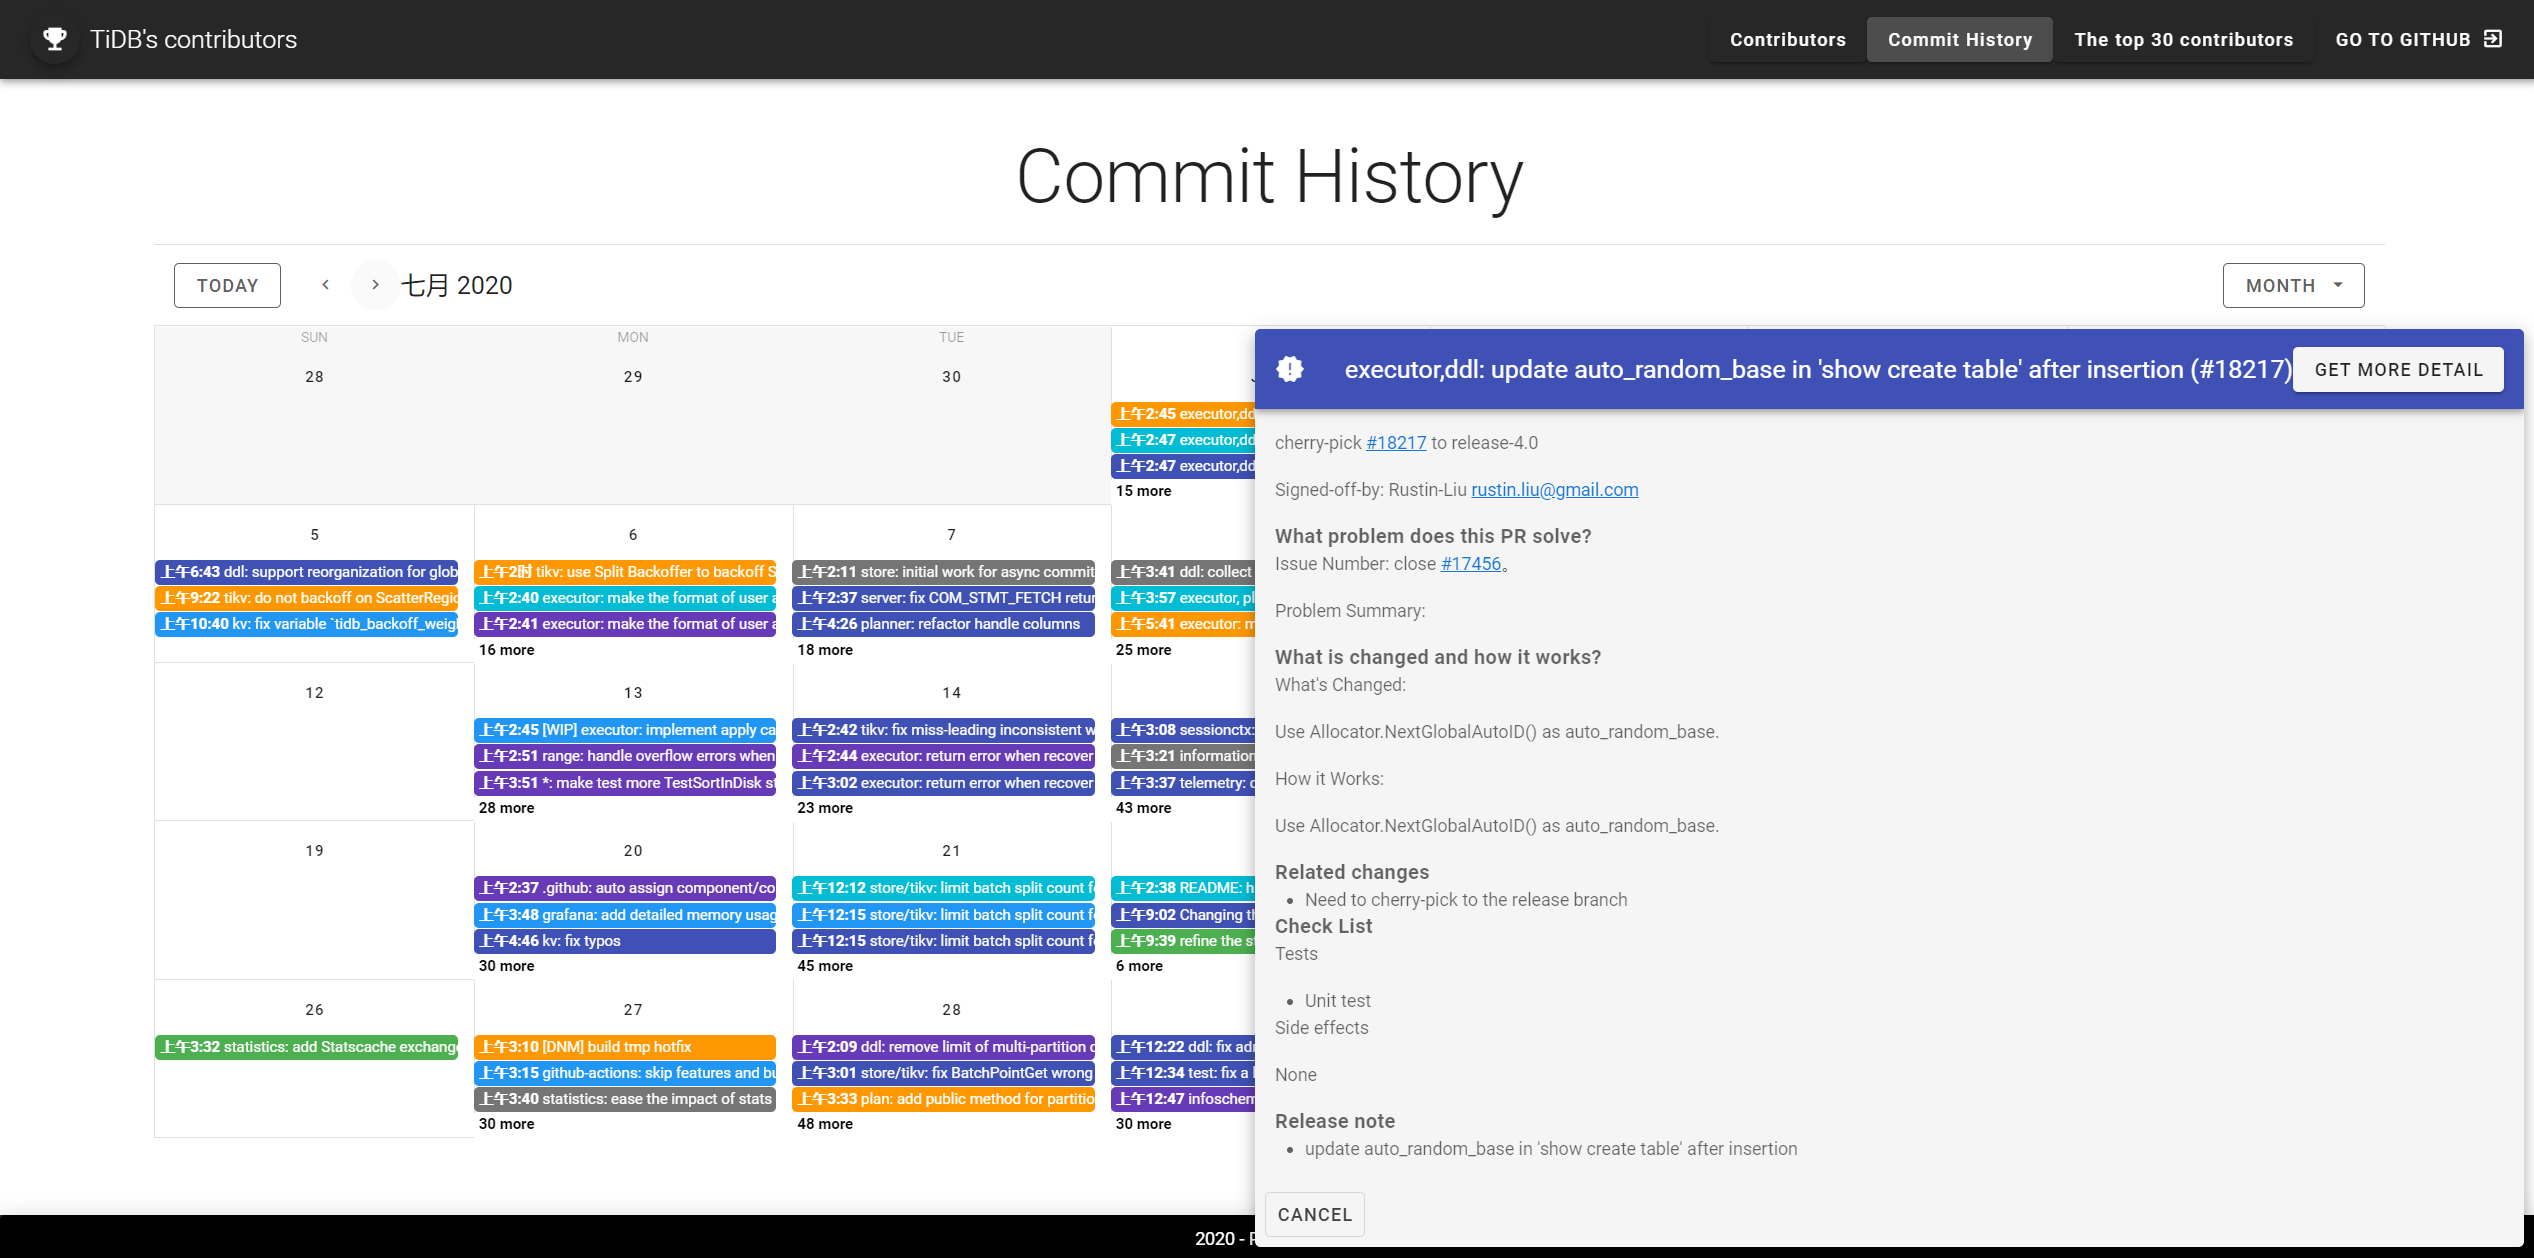 TiDB's contributors
Contributors
Commit History
The top 30 contributors
GO TO GITHUB
Commit History
TODAY
七月 2020
MONTH
SUN
MON
TUE
28
29
30
上午2:45 executor,dd
上午2:47 executor,dd
上午2:47 executor,dd
15 more
5
6
7
上午6:43 ddl: support reorganization for glob
上午9:22 tikv: do not backoff on ScatterRegio
上午10:40 kv: fix variable `tidb_backoff_weig
上午2时 tikv: use Split Backoffer to backoff S
上午2:40 executor: make the format of user a
上午2:41 executor: make the format of user a
16 more
上午2:11 store: initial work for async commit
上午2:37 server: fix COM_STMT_FETCH retur
上午4:26 planner: refactor handle columns
18 more
上午3:41 ddl: collect
上午3:57 executor, pl
上午5:41 executor: m
25 more
12
13
14
上午2:45 [WIP] executor: implement apply ca
上午2:51 range: handle overflow errors when
上午3:51 *: make test more TestSortInDisk st
28 more
上午2:42 tikv: fix miss-leading inconsistent w
上午2:44 executor: return error when recover
上午3:02 executor: return error when recover
23 more
上午3:08 sessionctx:
上午3:21 information
上午3:37 telemetry: c
43 more
19
20
21
上午2:37 .github: auto assign component/co
上午3:48 grafana: add detailed memory usag
上午4:46 kv: fix typos
30 more
上午12:12 store/tikv: limit batch split count fo
上午12:15 store/tikv: limit batch split count fo
上午12:15 store/tikv: limit batch split count fo
45 more
上午2:38 README: h
上午9:02 Changing th
上午9:39 refine the st
6 more
26
27
28
上午3:32 statistics: add Statscache exchange
上午3:10 [DNM] build tmp hotfix
上午3:15 github-actions: skip features and bu
上午3:40 statistics: ease the impact of stats
30 more
上午2:09 ddl: remove limit of multi-partition c
上午3:01 store/tikv: fix BatchPointGet wrong
上午3:33 plan: add public method for partitio
48 more
上午12:22 ddl: fix adm
上午12:34 test: fix a l
上午12:47 infoschem
30 more
executor,ddl: update auto_random_base in 'show create table' after insertion (#18217)
GET MORE DETAIL
cherry-pick #18217 to release-4.0
Signed-off-by: Rustin-Liu rustin.liu@gmail.com
What problem does this PR solve?
Issue Number: close #17456。
Problem Summary:
What is changed and how it works?
What's Changed:
Use Allocator.NextGlobalAutoID() as auto_random_base.
How it Works:
Use Allocator.NextGlobalAutoID() as auto_random_base.
Related changes
Need to cherry-pick to the release branch
Check List
Tests
Unit test
Side effects
None
Release note
update auto_random_base in 'show create table' after insertion
CANCEL
2020 -